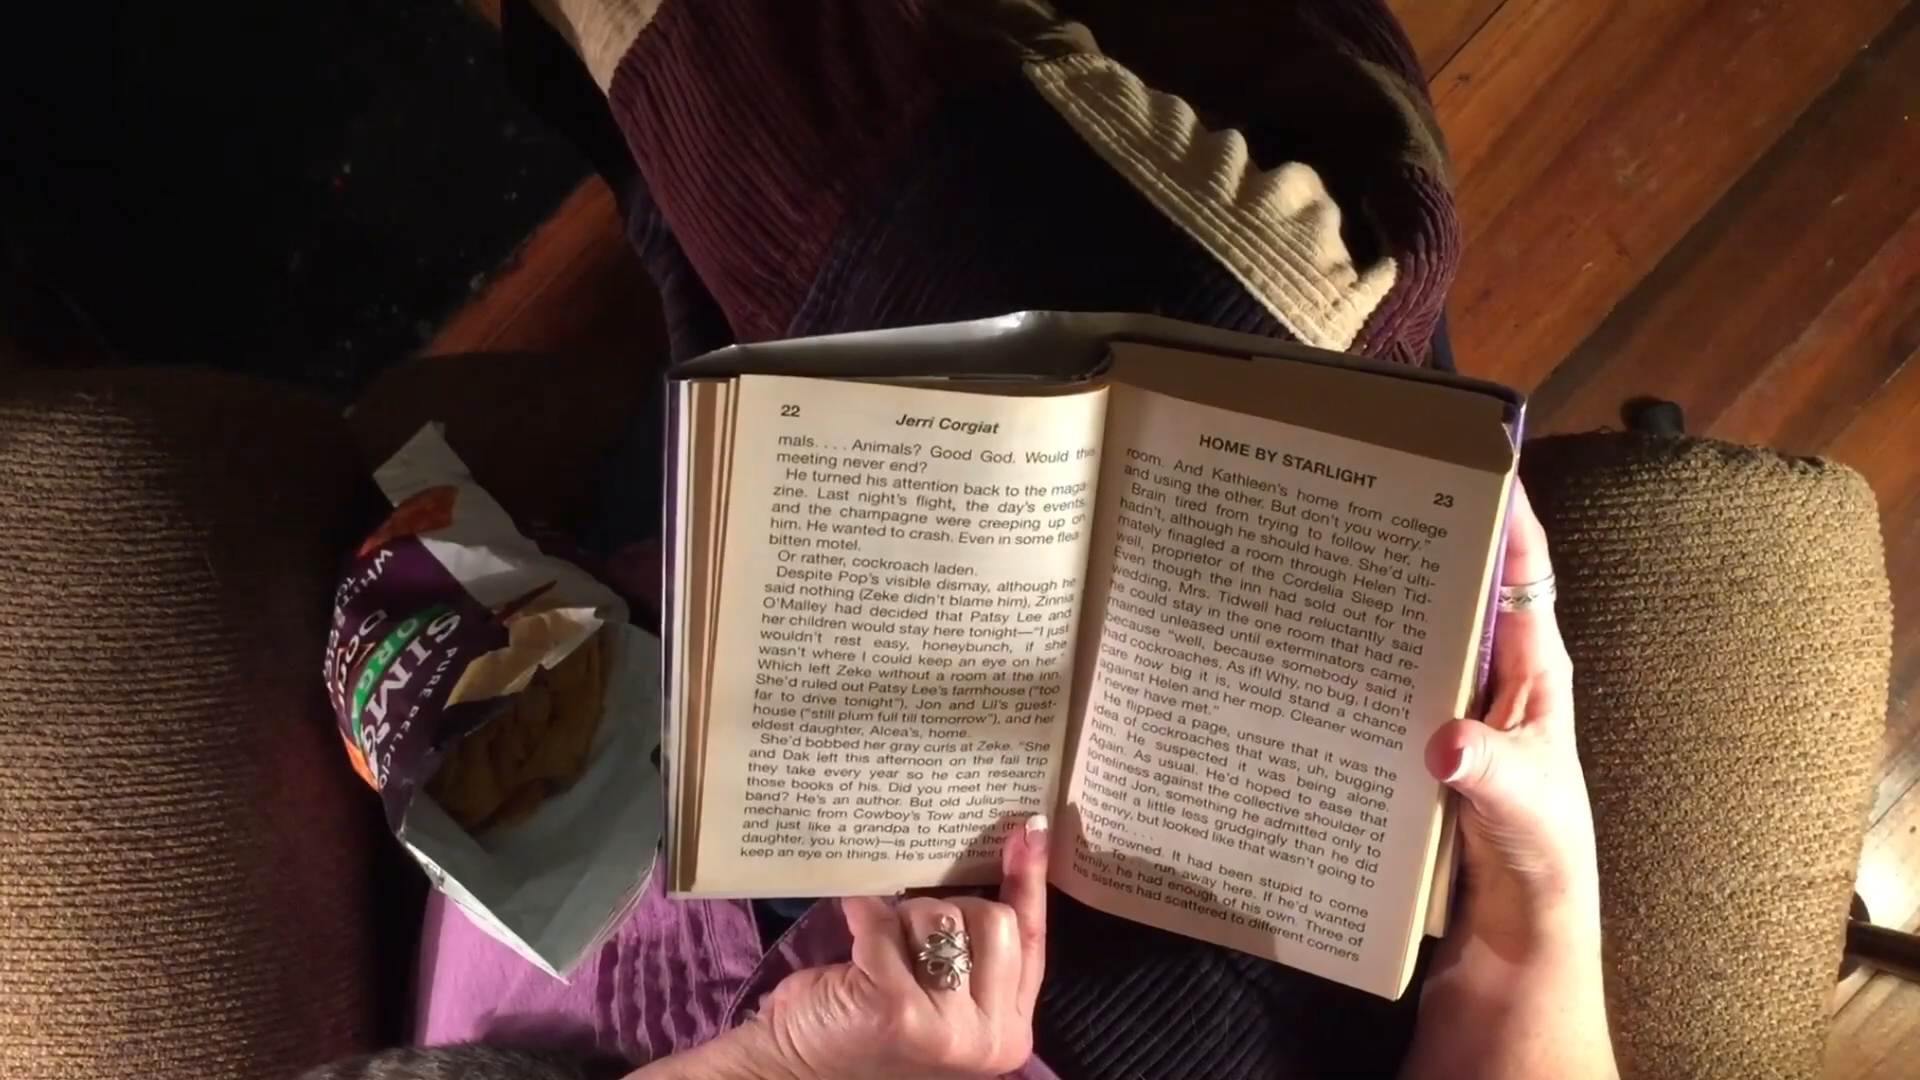 22
Jerri Corgiat
mals. . . . Animals? Good God. Would this
meeting never end?
He turned his attention back to the maga-
zine. Last night's flight, the day's events,
and the champagne were creeping up on
him. He wanted to crash. Even in some flea-
bitten motel.
Or rather, cockroach laden.
Despite Pop's visible dismay, although he
said nothing (Zeke didn't blame him), Zinnia
O'Malley had decided that Patsy Lee and
her children would stay here tonight—"I just
wouldn't rest easy, honeybunch, if she
wasn't where I could keep an eye on her."
Which left Zeke without a room at the inn.
She'd ruled out Patsy Lee's farmhouse ("too
far to drive tonight"), Jon and Lil's guest-
house ("still plum full till tomorrow"), and her
eldest daughter, Alcea's, home.
She'd bobbed her gray curls at Zeke. "She
and Dak left this afternoon on the fall trip
they take every year so he can research
those books of his. Did you meet her hus-
band? He's an author. But old Julius—the
mechanic from Cowboy's Tow and Service
and just like a grandpa to Kathleen
daughter, you know)—is putting up
keep an eye on things. He's using their
HOME BY STARLIGHT
23
room. And Kathleen's home from college
and using the other. But don't you worry."
Brain tired from trying to follow her, he
hadn't, although he should have. She'd ulti-
mately finagled a room through Helen Tid-
well, proprietor of the Cordelia Sleep Inn.
Even though the inn had sold out for the
wedding, Mrs. Tidwell had reluctantly said
he could stay in the one room that had re-
mained unleased until exterminators came,
because "well, because somebody said it
had cockroaches. As if! Why, no bug, I don't
care how big it is, would stand a chance
against Helen and her mop. Cleaner woman
I never have met."
He flipped a page, unsure that it was the
idea of cockroaches that was, uh, bugging
him. He suspected it was being alone.
Again. As usual. He'd hoped to ease that
loneliness against the collective shoulder of
Lil and Jon, something he admitted only to
himself a little less grudgingly than he did
his envy, but looked like that wasn't going to
happen. . . .
He frowned. It had been stupid to come
here. To . . . run away here. If he'd wanted
family, he had enough of his own. Three of
his sisters had scattered to different corners
PURE DELICIO
SIM
ORG